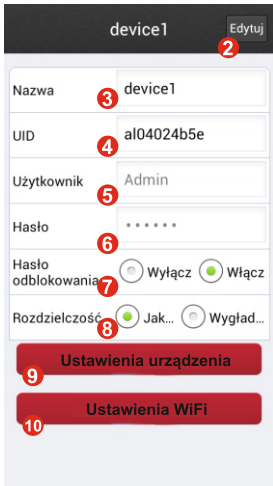 device1
Edytuj
2
Nazwa
3
device1
UID
4
al04024b5e
Użytkownik
5
Admin
Hasło
6
••••••
Hasło
odblokowania
7
Wyłącz
Włącz
Rozdzielczość
8
Jak...
Wygład...
Ustawienia urządzenia
9
Ustawienia WiFi
10